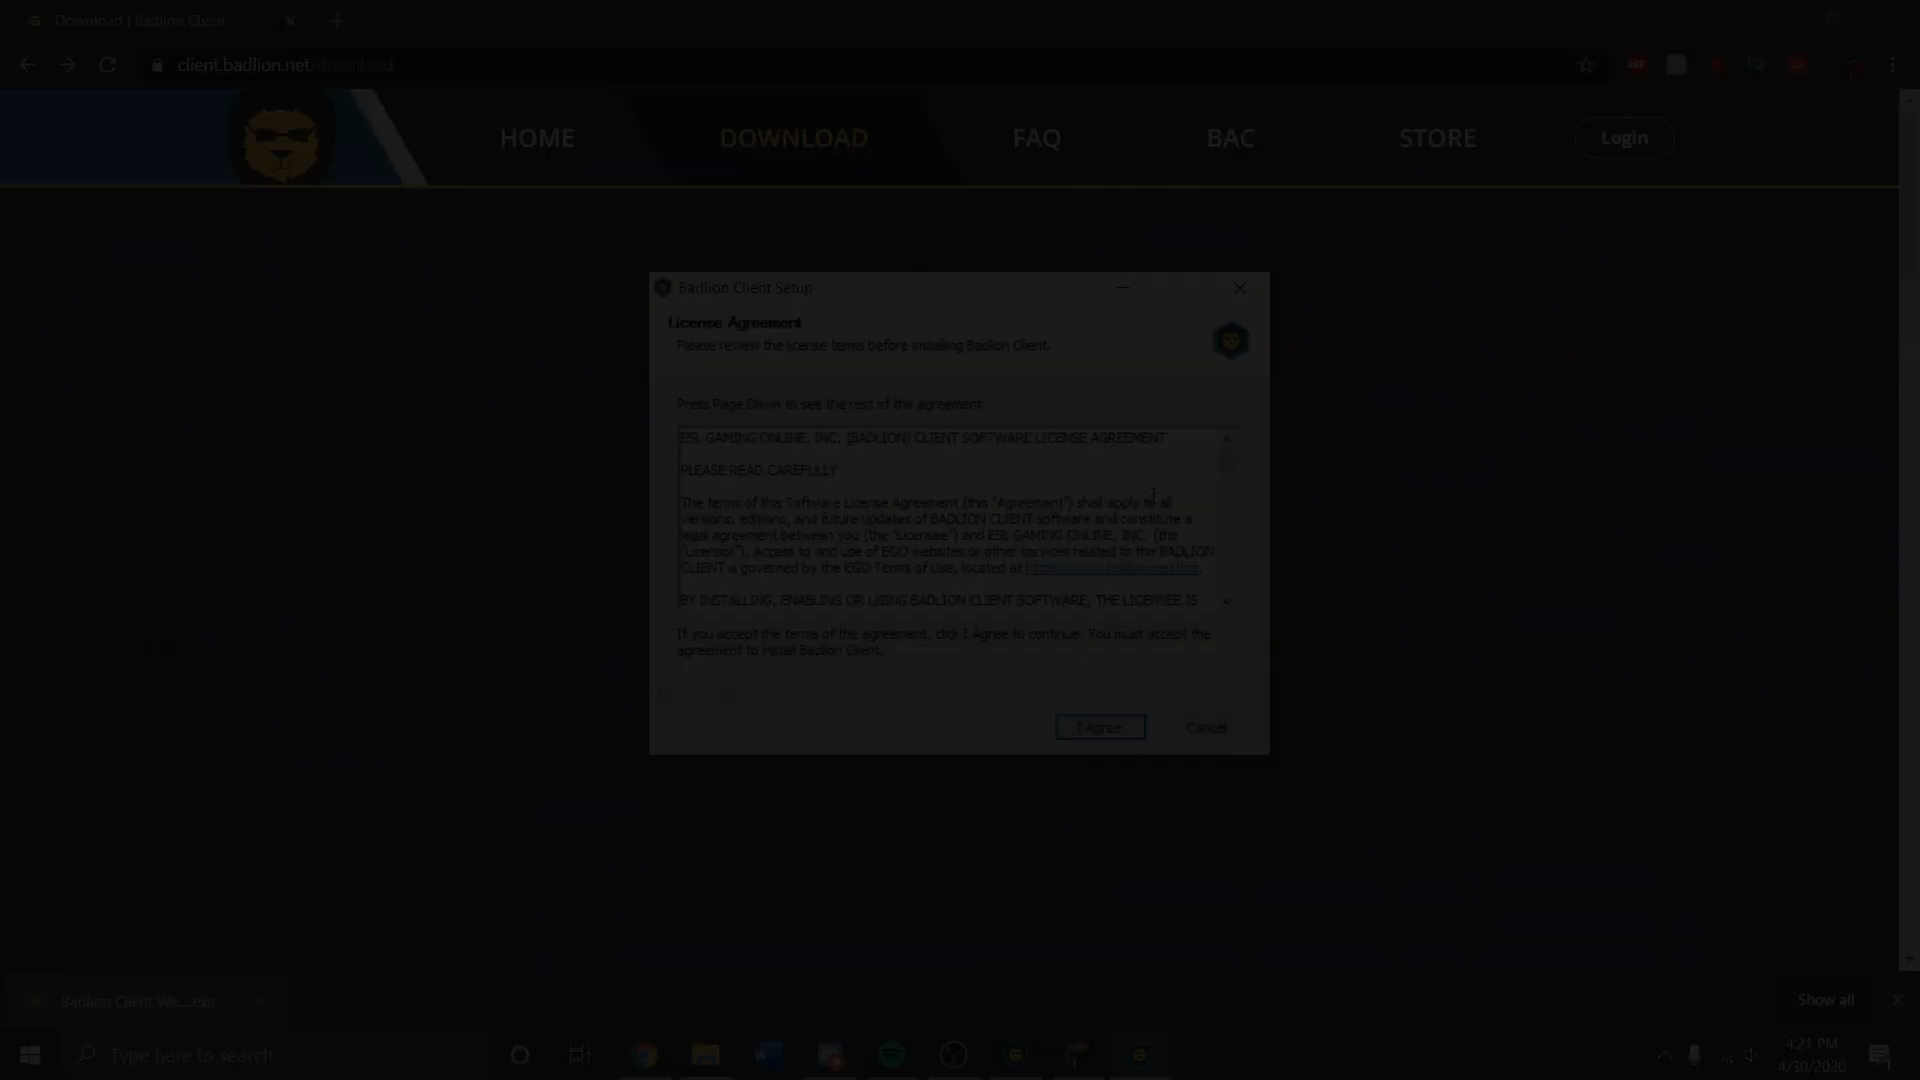 Download | Badlion Client
client.badlion.net/download
HOME
DOWNLOAD
FAQ
BAC
STORE
Login
Badlion Client Setup
License Agreement
Please review the license terms before installing Badlion Client.
Press Page Down to see the rest of the agreement.
ESL GAMING ONLINE, INC. (BADLION) CLIENT SOFTWARE LICENSE AGREEMENT
PLEASE READ CAREFULLY
The terms of this Software License Agreement (this "Agreement") shall apply to all
versions, editions, and future updates of BADLION CLIENT software and constitute a
legal agreement between you (the "Licensee") and ESL GAMING ONLINE, INC. (the
"Licensor"). Access to and use of EGO websites or other services related to the BADLION
CLIENT is governed by the EGO Terms of Use, located at
BY INSTALLING, ENABLING OR USING BADLION CLIENT SOFTWARE, THE LICENSEE IS
If you accept the terms of the agreement, click I Agree to continue. You must accept the
agreement to install Badlion Client.
I Agree
Cancel
Badlion Client We....exe
Show all
Type here to search
4:21 PM
4/30/2020